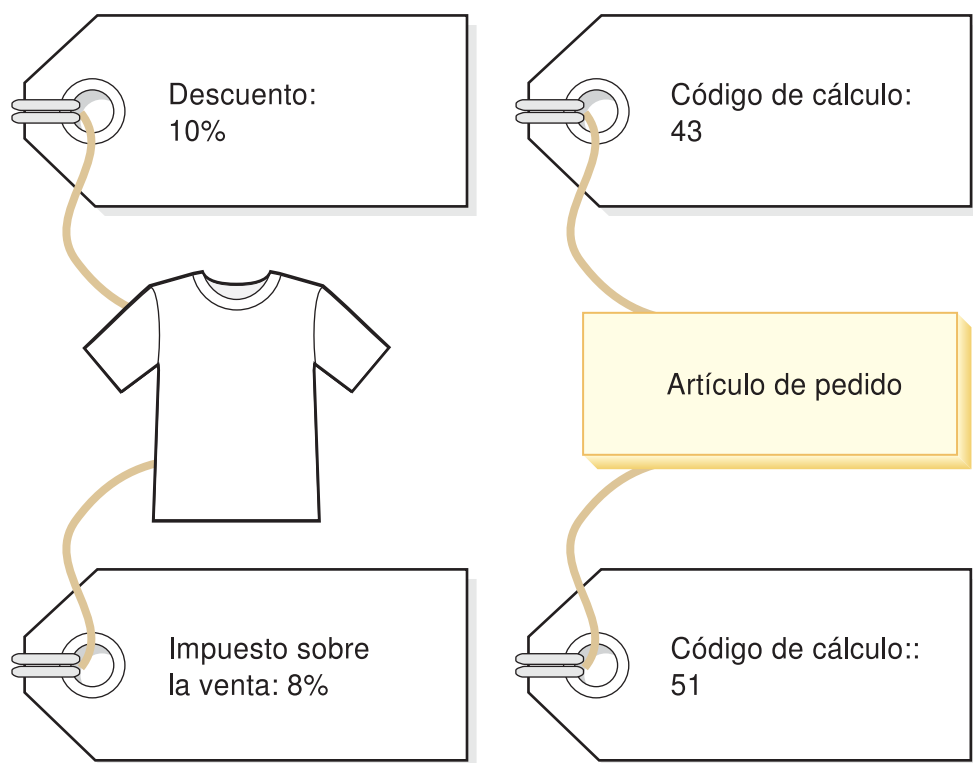 Descuento:
10%
Código de cálculo:
43
Artículo de pedido
Impuesto sobre
la venta: 8%
Código de cálculo::
51